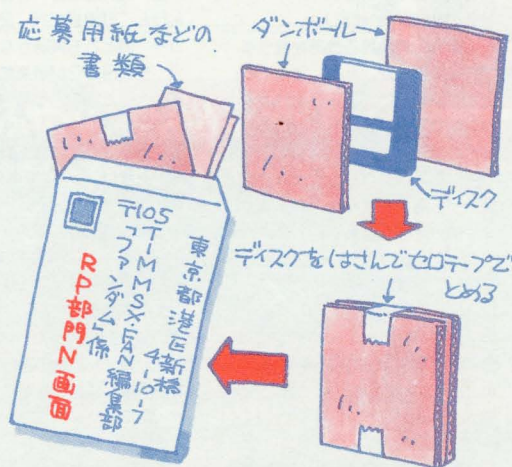 応募用紙などの
書類
ダンボール
ディスク
ディスクをはさんでセロテープで
とめる
〒105
東京都港区新橋
4-10-7
TIM MSX・FAN編集部
「ファンダム」係
RP部門N画面